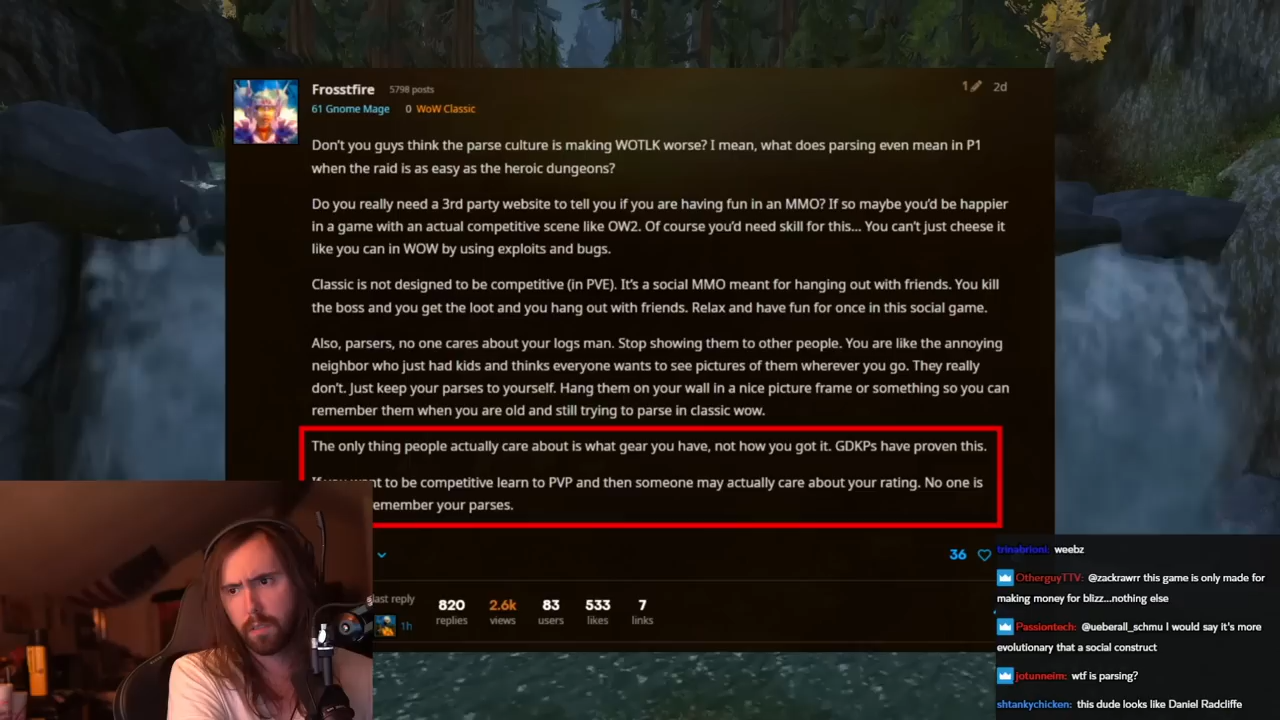 Frosstfire 5798 posts
1 2d
61 Gnome Mage 0 WoW Classic
Don't you guys think the parse culture is making WOTLK worse? I mean, what does parsing even mean in P1
when the raid is as easy as the heroic dungeons?
Do you really need a 3rd party website to tell you if you are having fun in an MMO? If so maybe you'd be happier
in a game with an actual competitive scene like OW2. Of course you'd need skill for this... You can't just cheese it
like you can in WOW by using exploits and bugs.
Classic is not designed to be competitive (in PVE). It's a social MMO meant for hanging out with friends. You kill
the boss and you get the loot and you hang out with friends. Relax and have fun for once in this social game.
Also, parsers, no one cares about your logs man. Stop showing them to other people. You are like the annoying
neighbor who just had kids and thinks everyone wants to see pictures of them wherever you go. They really
don't. Just keep your parses to yourself. Hang them on your wall in a nice picture frame or something so you can
remember them when you are old and still trying to parse in classic wow.
The only thing people actually care about is what gear you have, not how you got it. GDKPs have proven this.
If you want to be competitive learn to PVP and then someone may actually care about your rating. No one is
emember your parses.
36
last reply
1h
820 2.6k 83 533 7
replies views users likes links
trinabrioni: weebz
OtherguyTTV: @zackrawrr this game is only made for
making money for blizz...nothing else
Passiontech: @ueberall_schmu I would say it's more
evolutionary that a social construct
jotunneim: wtf is parsing?
shtankychicken: this dude looks like Daniel Radcliffe